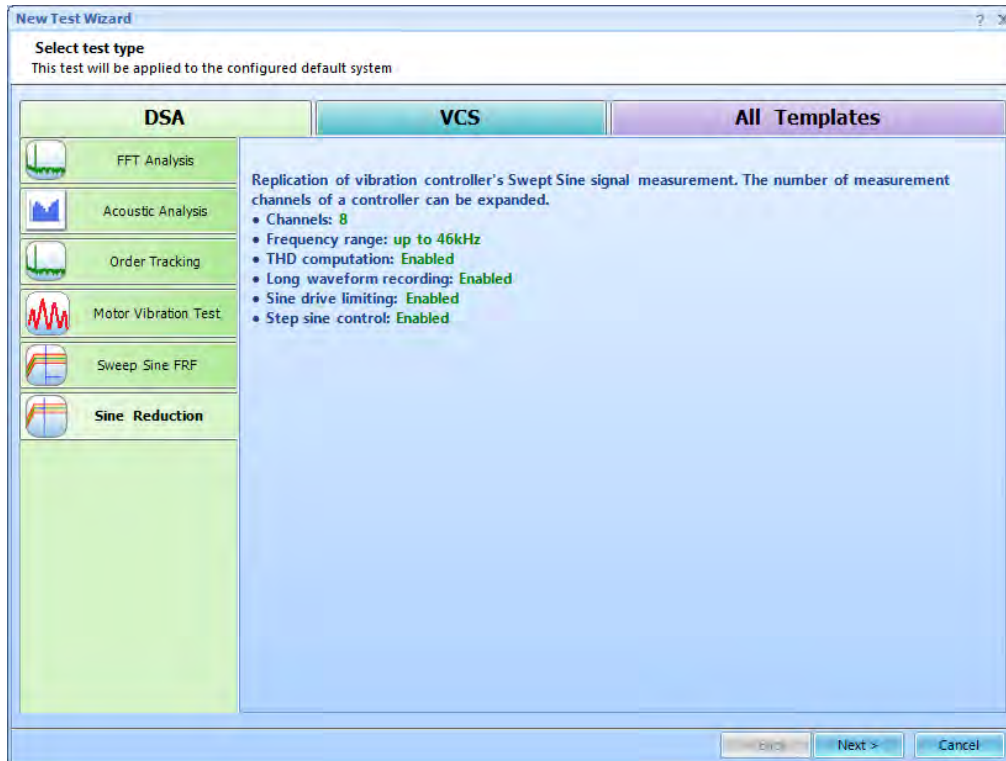 New Test Wizard
Select test type
This test will be applied to the configured default system
DSA
VCS
All Templates
FFT Analysis
Acoustic Analysis
Order Tracking
Motor Vibration Test
Sweep Sine FRF
Sine Reduction
Replication of vibration controller's Swept Sine signal measurement. The number of measurement
channels of a controller can be expanded.
• Channels: 8
• Frequency range: up to 46kHz
• THD computation: Enabled
• Long waveform recording: Enabled
• Sine drive limiting: Enabled
• Step sine control: Enabled
Next >
Cancel